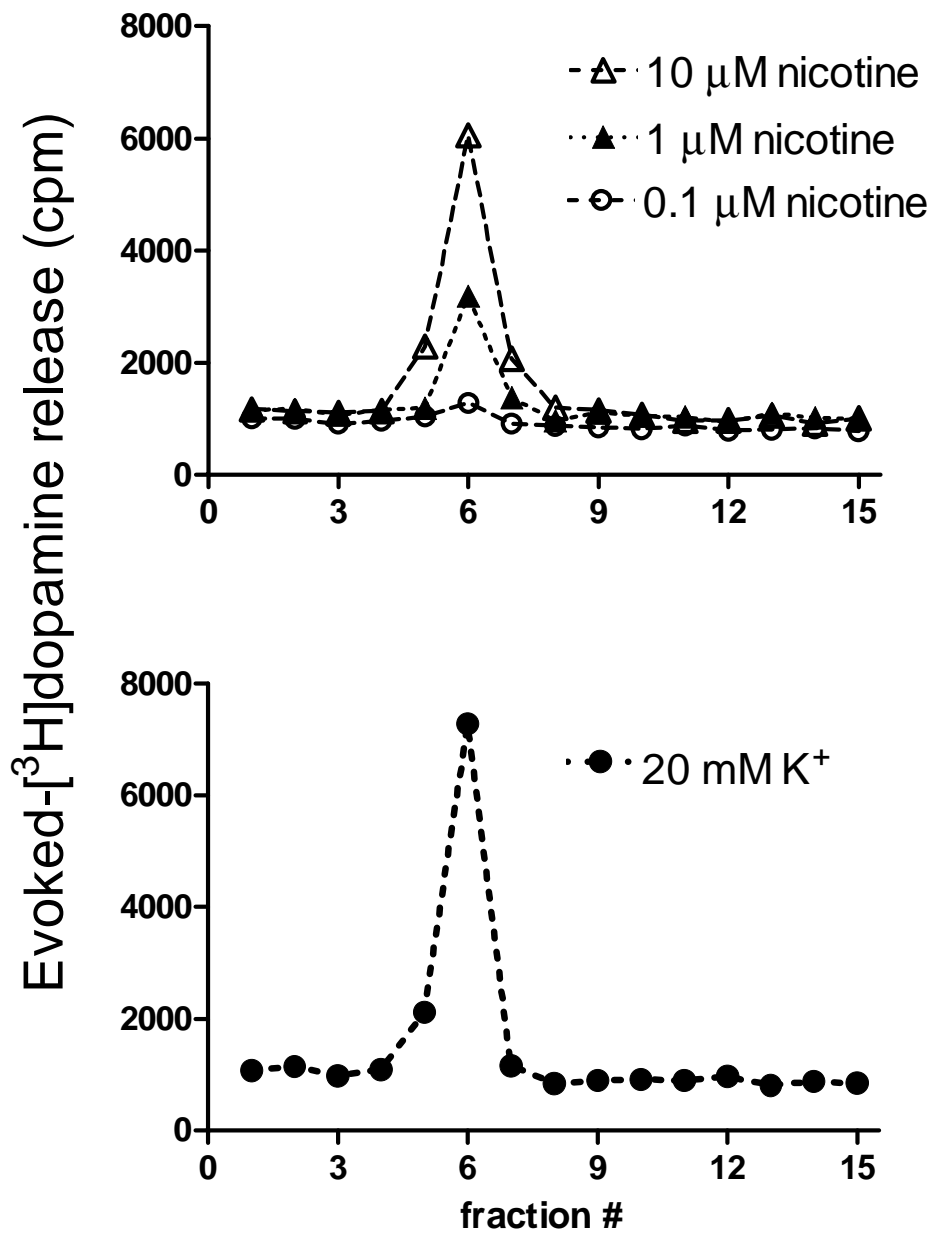 Evoked-[³H]dopamine release (cpm)
8000
6000
4000
2000
0
10 μM nicotine
1 μM nicotine
0.1 μM nicotine
0 3 6 9 12 15
8000
6000
4000
2000
0
20 mM K⁺
0 3 6 9 12 15
fraction #